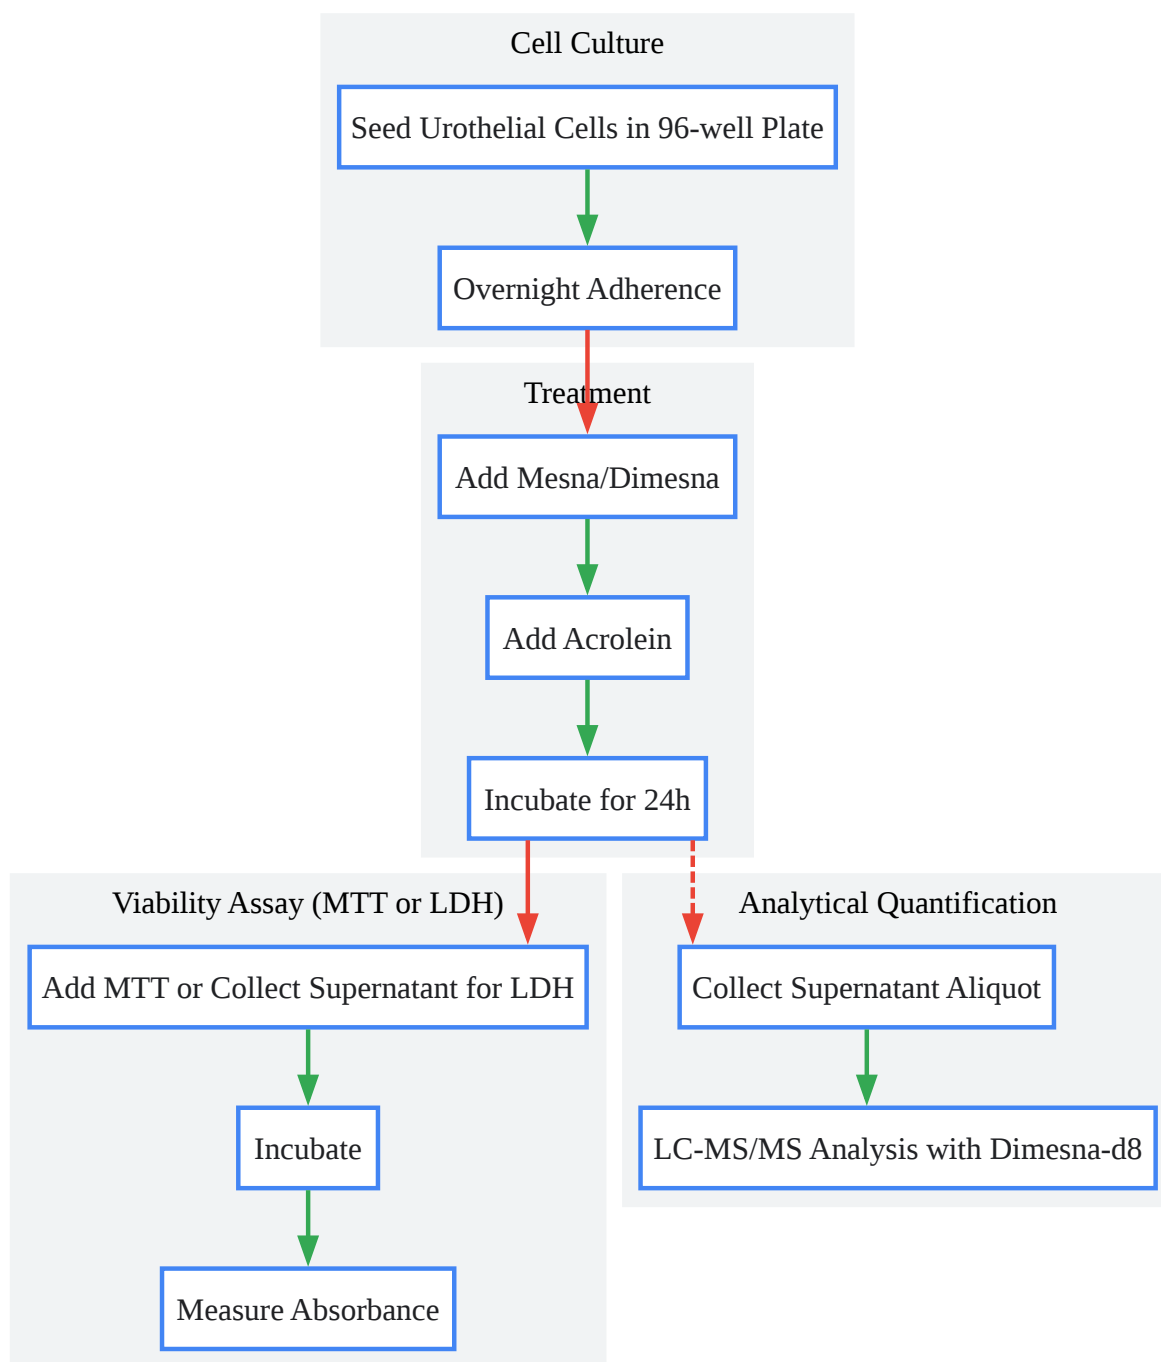 Cell Culture
Seed Urothelial Cells in 96-well Plate
Overnight Adherence
Treatment
Add Mesna/Dimesna
Add Acrolein
Incubate for 24h
Viability Assay (MTT or LDH)
Add MTT or Collect Supernatant for LDH
Incubate
Measure Absorbance
Analytical Quantification
Collect Supernatant Aliquot
LC-MS/MS Analysis with Dimesna-d8